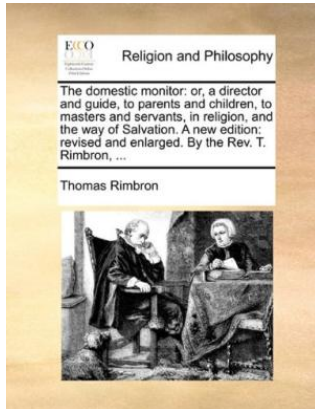 ECCO
Religion and Philosophy
The domestic monitor: or, a director
and guide, to parents and children, to
masters and servants, in religion, and
the way of Salvation. A new edition:
revised and enlarged. By the Rev. T.
Rimbron, ...
Thomas Rimbron